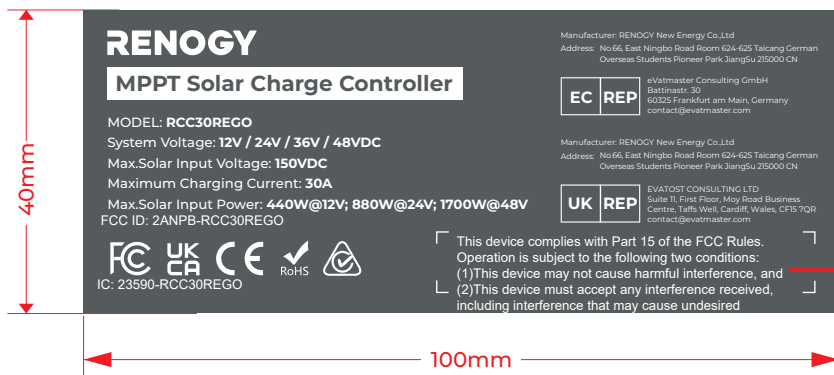 RENOGY
MPPT Solar Charge Controller
MODEL: RCC30REGO
System Voltage: 12V / 24V / 36V / 48VDC
Max.Solar Input Voltage: 150VDC
Maximum Charging Current: 30A
Max.Solar Input Power: 440W@12V; 880W@24V; 1700W@48V
FCC ID: 2ANPB-RCC30REGO
FC UK CA CE RoHS
IC: 23590-RCC30REGO
Manufacturer: RENOGY New Energy Co.,Ltd
Address: No.66, East Ningbo Road Room 624-625 Taicang German
Overseas Students Pioneer Park JiangSu 215000 CN
EC REP
eVatmaster Consulting GmbH
Battinastr. 30
60325 Frankfurt am Main, Germany
contact@evatmaster.com
Manufacturer: RENOGY New Energy Co.,Ltd
Address: No.66, East Ningbo Road Room 624-625 Taicang German
Overseas Students Pioneer Park JiangSu 215000 CN
UK REP
EVATOST CONSULTING LTD
Suite 11, First Floor, Moy Road Business
Centre, Taffs Well, Cardiff, Wales, CF15 7QR
contact@evatmaster.com
This device complies with Part 15 of the FCC Rules.
Operation is subject to the following two conditions:
(1)This device may not cause harmful interference, and
(2)This device must accept any interference received,
including interference that may cause undesired
40mm
100mm